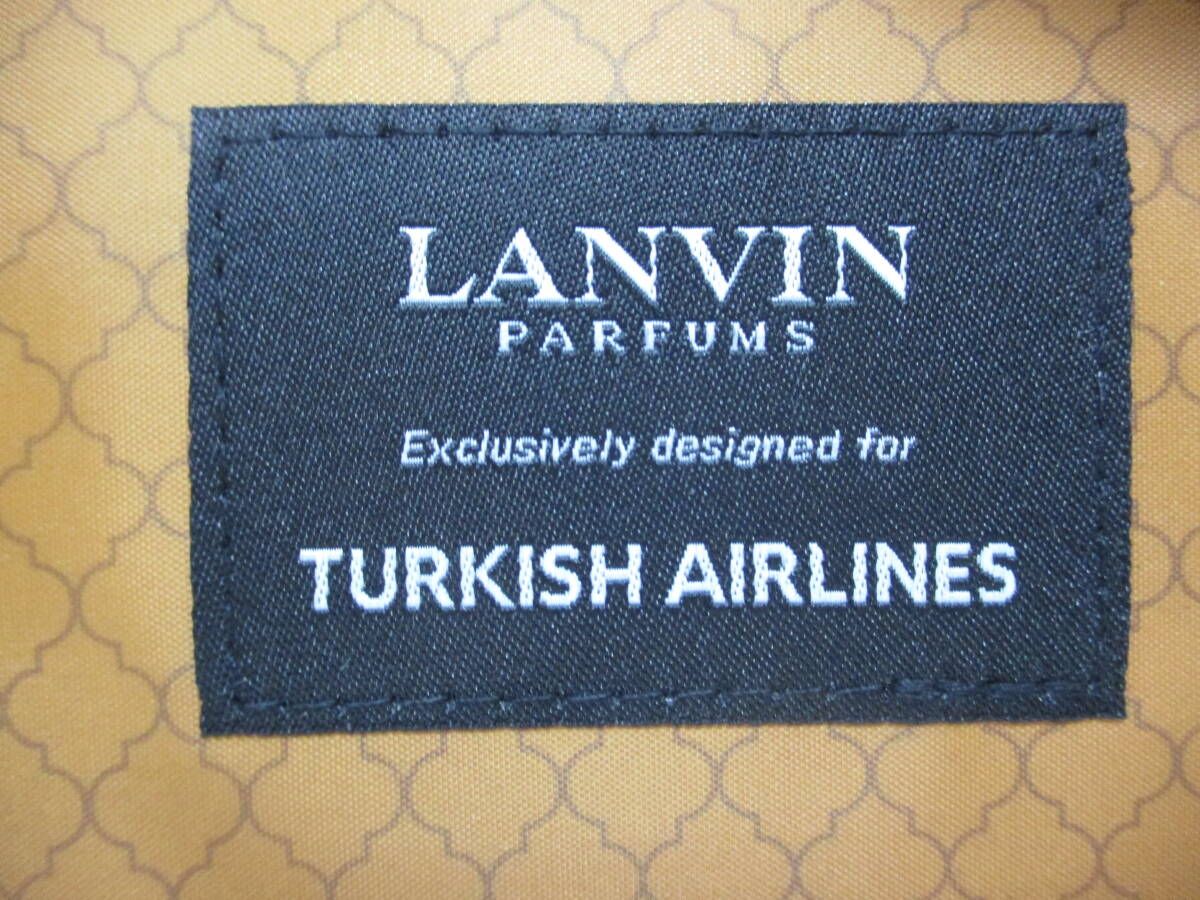 LANVIN
PARFUMS
Exclusively designed for
TURKISH AIRLINES